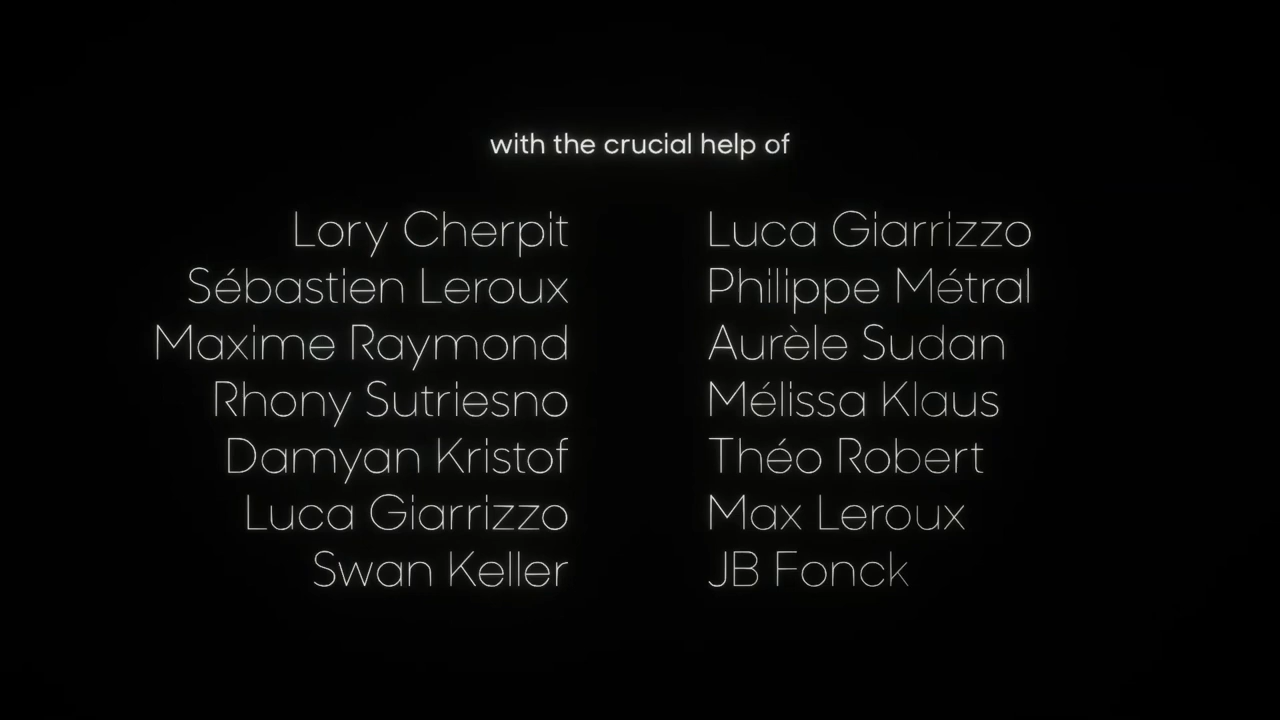 with the crucial help of
Lory Cherpit
Sébastien Leroux
Maxime Raymond
Rhony Sutriesno
Damyan Kristof
Luca Giarrizzo
Swan Keller
Luca Giarrizzo
Philippe Métral
Aurèle Sudan
Mélissa Klaus
Théo Robert
Max Leroux
JB Fonck